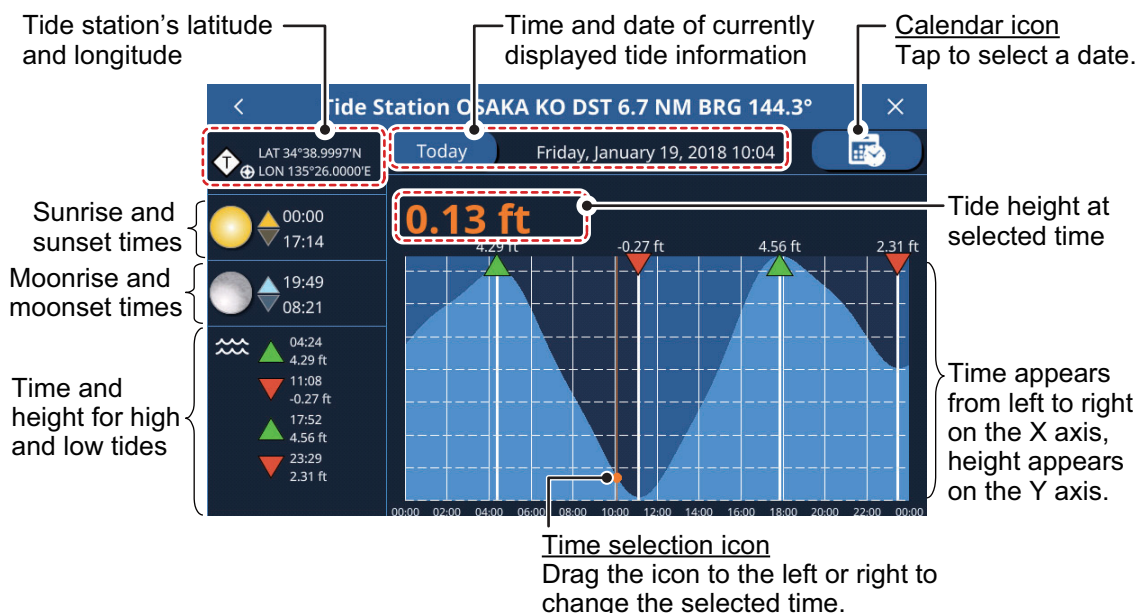 Tide station’s latitude
and longitude
Time and date of currently
displayed tide information
Calendar icon
Tap to select a date.
Tide Station OSAKA KO DST 6.7 NM BRG 144.3°
T
LAT 34°38.9997'N
LON 135°26.0000'E
Today
Friday, January 19, 2018 10:04
Sunrise and
sunset times
00:00
17:14
0.13 ft
Tide height at
selected time
4.29 ft
-0.27 ft
4.56 ft
2.31 ft
Moonrise and
moonset times
19:49
08:21
Time and
height for high
and low tides
04:24
4.29 ft
11:08
-0.27 ft
17:52
4.56 ft
23:29
2.31 ft
Time appears
from left to right
on the X axis,
height appears
on the Y axis.
00:00 02:00 04:00 06:00 08:00 10:00 12:00 14:00 16:00 18:00 20:00 22:00 00:00
Time selection icon
Drag the icon to the left or right to
change the selected time.